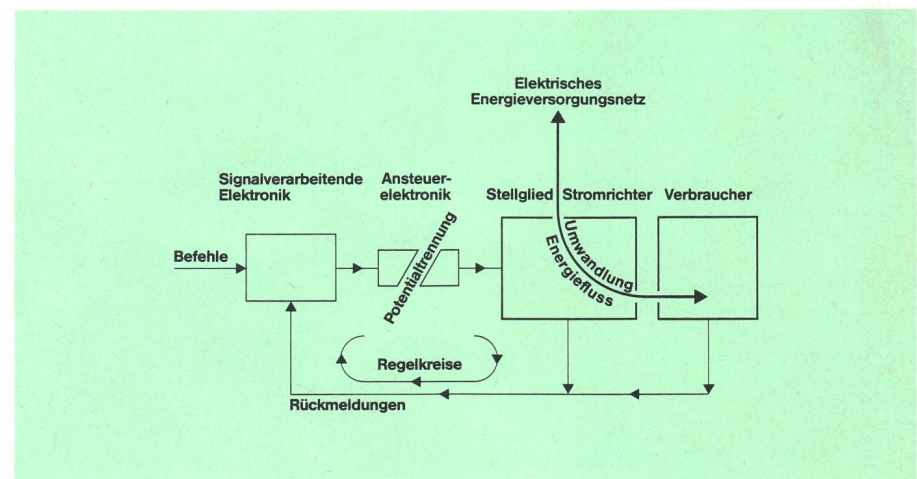 Elektrisches
Energieversorgungsnetz
Signalverarbeitende
Elektronik
Ansteuer-
elektronik
Stellglied Stromrichter
Verbraucher
Befehle
Potentialtrennung
Umwandlung
Energiefluss
Regelkreise
Rückmeldungen